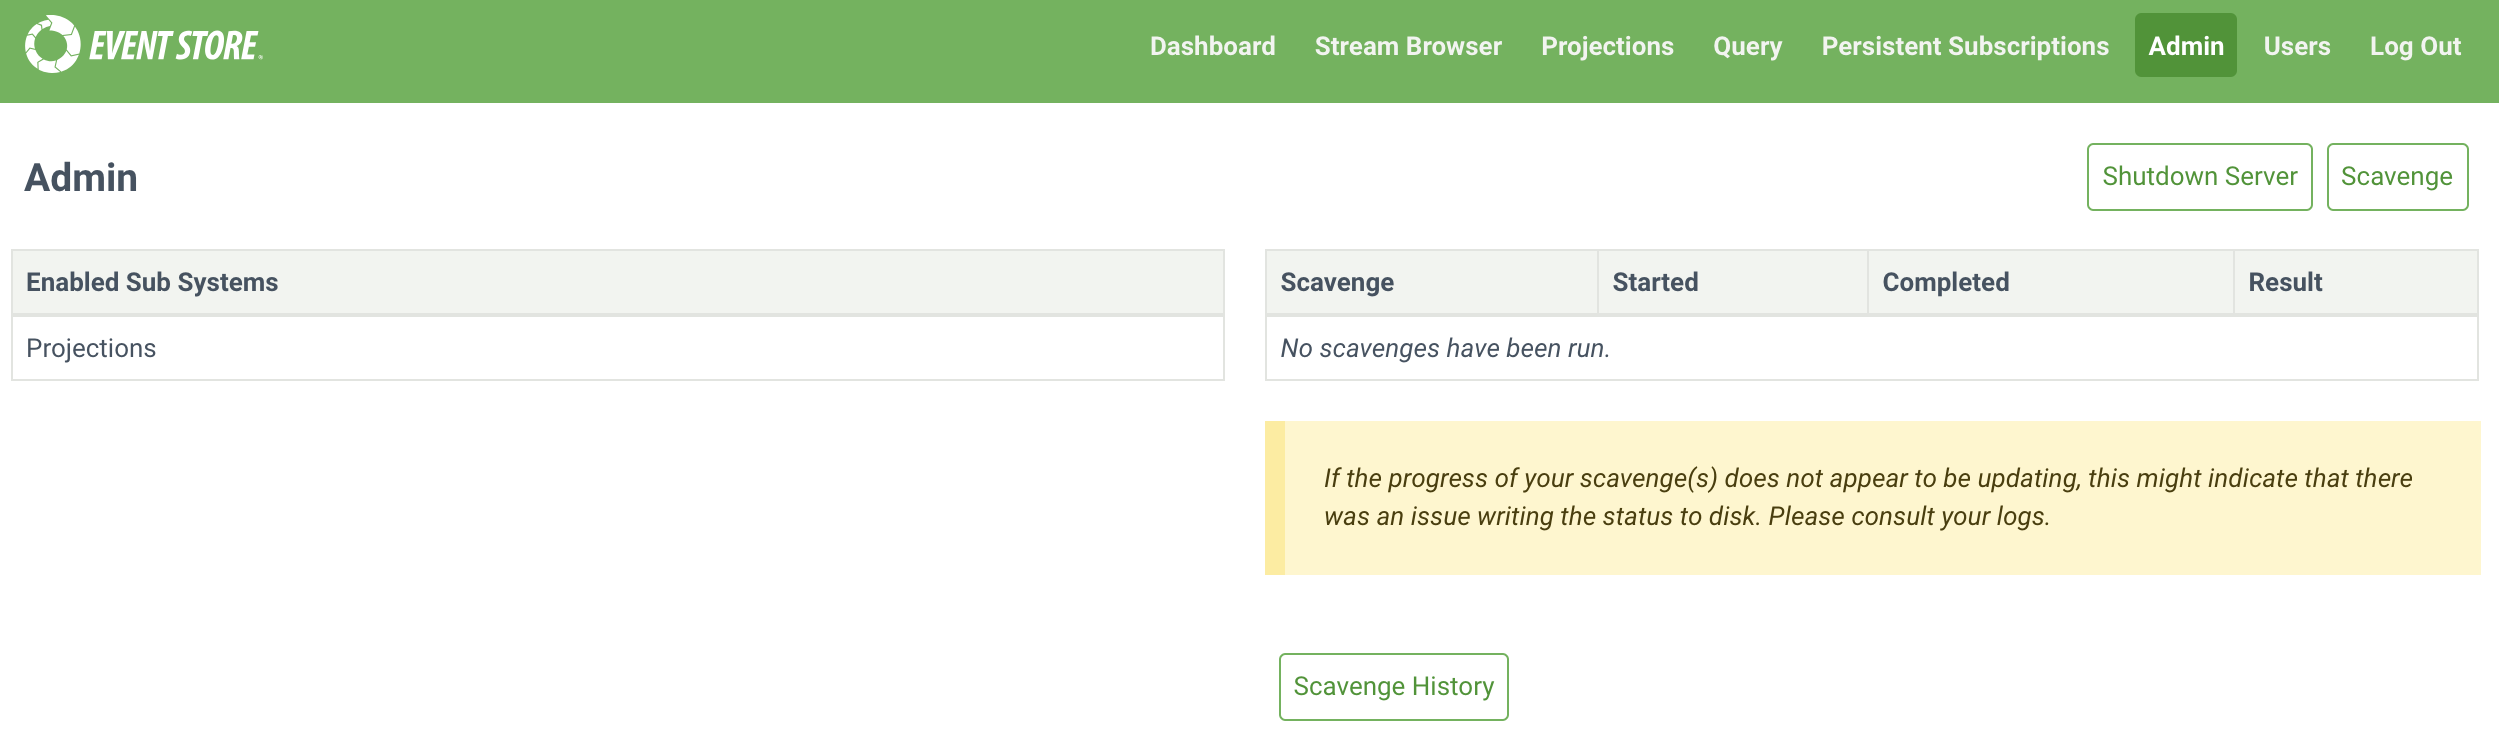 EVENT STORE
Dashboard Stream Browser Projections Query Persistent Subscriptions Admin Users Log Out
Admin
Shutdown Server Scavenge
Enabled Sub Systems
Projections
Scavenge Started Completed Result
No scavenges have been run.
If the progress of your scavenge(s) does not appear to be updating, this might indicate that there
was an issue writing the status to disk. Please consult your logs.
Scavenge History